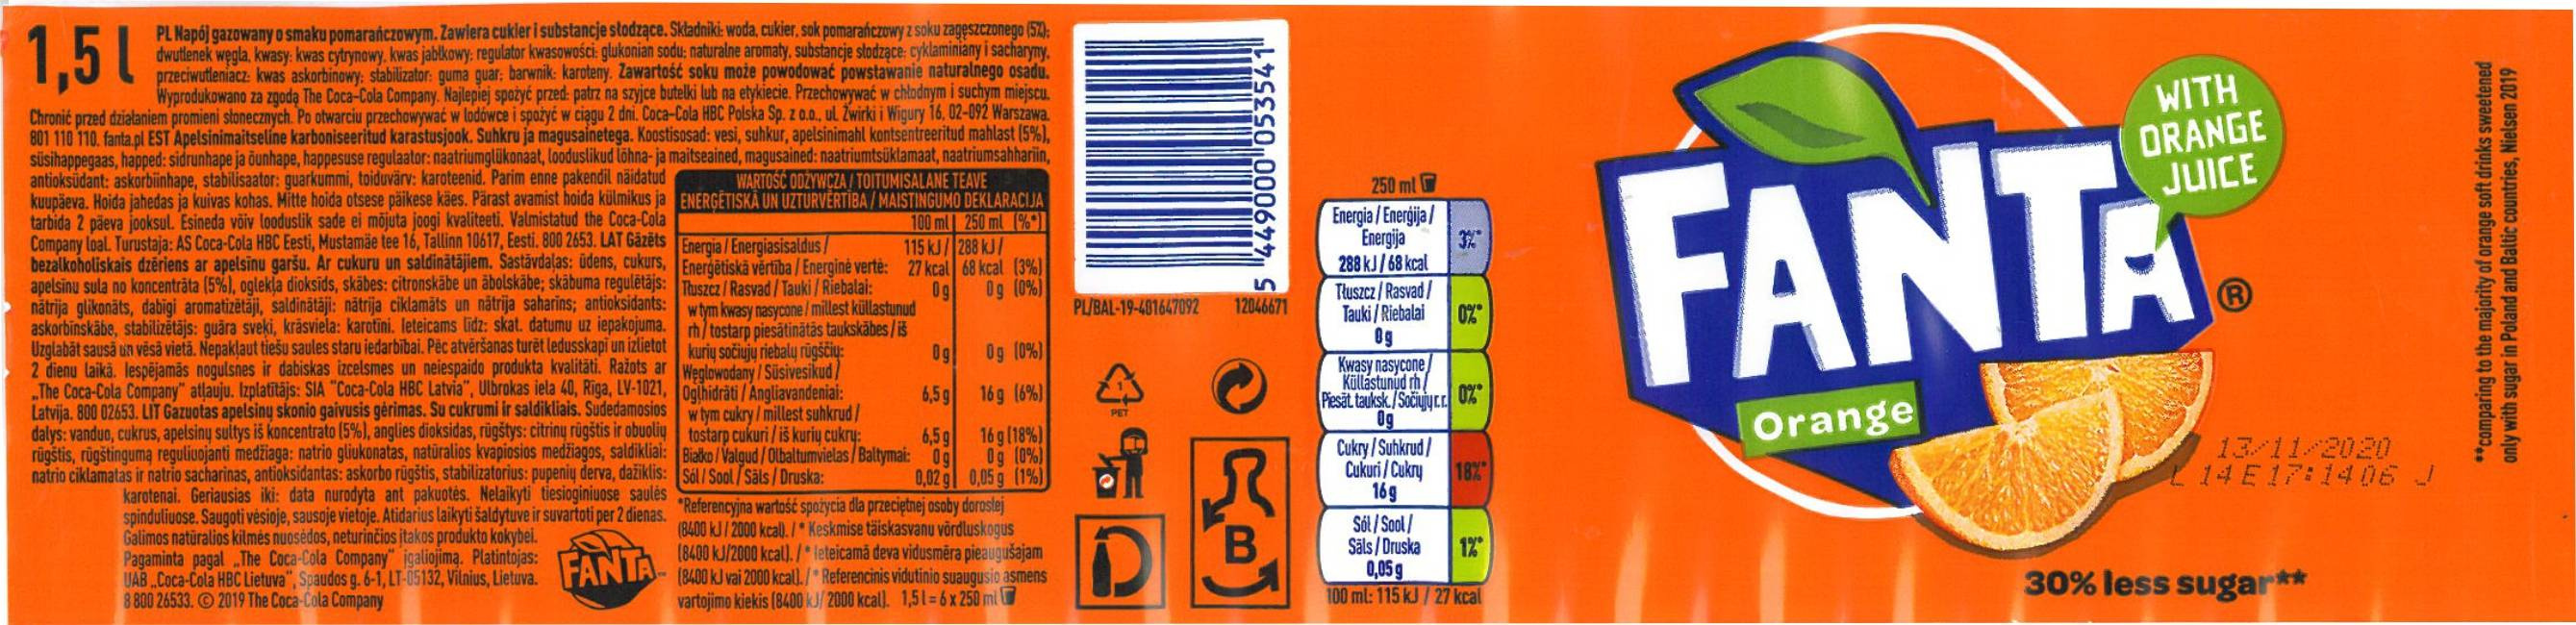 1,5 l
PL Napój gazowany o smaku pomarańczowym. Zawiera cukier i substancje słodzące. Składniki: woda, cukier, sok pomarańczowy z soku zagęszczonego (5%);
dwutlenek węgla, kwasy: kwas cytrynowy, kwas jabłkowy; regulator kwasowości: glukonian sodu; naturalne aromaty, substancje słodzące: cyklaminiany i sacharyny,
przeciwutleniacz: kwas askorbinowy; stabilizator: guma guar; barwnik: karoteny. Zawartość soku może powodować powstawanie naturalnego osadu.
Wyprodukowano za zgodą The Coca-Cola Company. Najlepiej spożyć przed: patrz na szyjce butelki lub na etykiecie. Przechowywać w chłodnym i suchym miejscu.
Chronić przed działaniem promieni słonecznych. Po otwarciu przechowywać w lodówce i spożyć w ciągu 2 dni. Coca-Cola HBC Polska Sp. z o.o., ul. Żwirki i Wigury 16, 02-092 Warszawa.
801 110 110. fanta.pl EST Apelsinimaitseline karboniseeritud karastusjook. Suhkru ja magusainetega. Koostisosad: vesi, suhkur, apelsinimahl kontsentreeritud mahlast (5%),
süsihappegaas, happed: sidrunhape ja õunhape, happesuse regulaator: naatriumglükonaat, looduslikud lõhna- ja maitseained, magusained: naatriumtsüklamaat, naatriumsahhariin,
antioksüdant: askorbiinhape, stabilisaator: guarkummi, toiduvärv: karoteenid. Parim enne pakendil näidatud
kuupäeva. Hoida jahedas ja kuivas kohas. Mitte hoida otsese päikese käes. Pärast avamist hoida külmikus ja
tarbida 2 päeva jooksul. Esineda võiv looduslik sade ei mõjuta joogi kvaliteeti. Valmistatud the Coca-Cola
Company loal. Turustaja: AS Coca-Cola HBC Eesti, Mustamäe tee 16, Tallinn 10617, Eesti. 800 2653. LAT Gāzēts
bezalkoholiskais dzēriens ar apelsīnu garšu. Ar cukuru un saldinātājiem. Sastāvdaļas: ūdens, cukurs,
apelsīnu sula no koncentrāta (5%), oglekļa dioksīds, skābes: citronskābe un ābolskābe; skābuma regulētājs:
nātrija glikonāts, dabīgi aromatizētāji, saldinātāji: nātrija ciklamāts un nātrija saharīns; antioksidants:
askorbīnskābe, stabilizētājs: guāra sveķi, krāsviela: karotīni. Ieteicams līdz: skat. datumu uz iepakojuma.
Uzglabāt sausā un vēsā vietā. Nepakļaut tiešu saules staru iedarbībai. Pēc atvēršanas turēt ledusskapī un izlietot
2 dienu laikā. Iespējamās nogulsnes ir dabiskas izcelsmes un neiespaido produkta kvalitāti. Ražots ar
„The Coca-Cola Company" atļauju. Izplatītājs: SIA "Coca-Cola HBC Latvia", Ulbrokas iela 40, Rīga, LV-1021,
Latvija. 800 02653. LIT Gazuotas apelsinų skonio gaivusis gėrimas. Su cukrumi ir saldikliais. Sudedamosios
dalys: vanduo, cukrus, apelsinų sultys iš koncentrato (5%), anglies dioksidas, rūgštys: citrinų rūgštis ir obuolių
rūgštis, rūgštingumą reguliuojanti medžiaga: natrio gliukonatas, natūralios kvapiosios medžiagos, saldikliai:
natrio ciklamatas ir natrio sacharinas, antioksidantas: askorbo rūgštis, stabilizatorius: pupenių derva, dažiklis:
karotenai. Geriausias iki: data nurodyta ant pakuotės. Nelaikyti tiesioginiuose saulės
spinduliuose. Saugoti vėsioje, sausoje vietoje. Atidarius laikyti šaldytuve ir suvartoti per 2 dienas.
Galimos natūralios kilmės nuosėdos, neturinčios įtakos produkto kokybei.
Pagaminta pagal „The Coca-Cola Company" įgaliojimą. Platintojas:
UAB „Coca-Cola HBC Lietuva", Spaudos g. 6-1, LT-05132, Vilnius, Lietuva.
8 800 26533. © 2019 The Coca-Cola Company
FANTA
WARTOŚĆ ODŻYWCZA / TOITUMISALANE TEAVE
ENERĢĒTISKĀ UN UZTURVĒRTĪBA / MAISTINGUMO DEKLARACIJA
100 ml 250 ml (%*)
Energia / Energiasisaldus / 115 kJ / 288 kJ /
Enerģētiskā vērtība / Energinė vertė: 27 kcal 68 kcal (3%)
Tłuszcz / Rasvad / Tauki / Riebalai: 0 g 0 g (0%)
w tym kwasy nasycone / millest küllastunud
rh / tostarp piesātinātās taukskābes / iš
kurių sočiųjų riebalų rūgščių: 0 g 0 g (0%)
Węglowodany / Süsivesikud /
Ogļhidrāti / Angliavandeniai: 6,5 g 16 g (6%)
w tym cukry / millest suhkrud /
tostarp cukuri / iš kurių cukrų: 6,5 g 16 g (18%)
Białko / Valgud / Olbaltumvielas / Baltymai: 0 g 0 g (0%)
Sól / Sool / Sāls / Druska: 0,02 g 0,05 g (1%)
*Referencyjna wartość spożycia dla przeciętnej osoby dorosłej
(8400 kJ / 2000 kcal). / * Keskmise täiskasvanu võrdluskogus
(8400 kJ/2000 kcal). / * Ieteicamā deva vidusmēra pieaugušajam
(8400 kJ vai 2000 kcal). / * Referencinis vidutinio suaugusio asmens
vartojimo kiekis (8400 kJ/ 2000 kcal). 1,5 l = 6 x 250 ml
5 449000 053541
PL/BAL-19-401647092 12046671
1
PET
B
250 ml
Energia / Enerģija /
Energija
288 kJ / 68 kcal
3%*
Tłuszcz / Rasvad /
Tauki / Riebalai
0 g
0%*
Kwasy nasycone /
Küllastunud rh /
Piesāt. tauksk. / Sočiųjų r. r.
0g
0%*
Cukry / Suhkrud /
Cukuri / Cukrų
16 g
18%*
Sól / Sool /
Sāls / Druska
0,05 g
1%*
100 ml: 115 kJ / 27 kcal
FANTA
®
Orange
WITH
ORANGE
JUICE
13/11/2020
L 14 E 17:14 06 J
30% less sugar**
**comparing to the majority of orange soft drinks sweetened
only with sugar in Poland and Baltic countries, Nielsen 2019